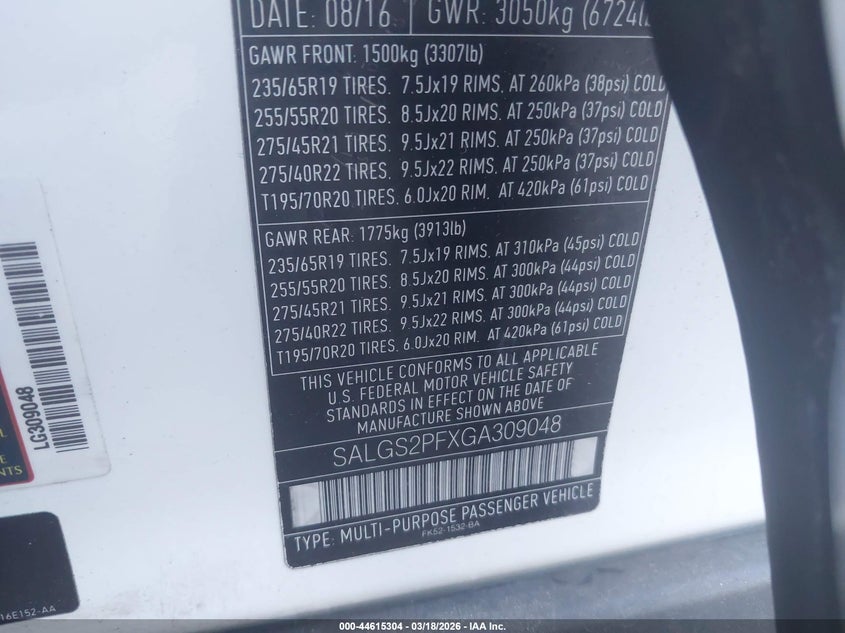 DATE: 08/16 GWR: 3050kg (6724l
GAWR FRONT: 1500kg (3307lb)
235/65R19 TIRES. 7.5Jx19 RIMS. AT 260kPa (38psi) COLD
255/55R20 TIRES. 8.5Jx20 RIMS. AT 250kPa (37psi) COLD
275/45R21 TIRES. 9.5Jx21 RIMS. AT 250kPa (37psi) COLD
275/40R22 TIRES. 9.5Jx22 RIMS. AT 250kPa (37psi) COLD
T195/70R20 TIRES. 6.0Jx20 RIM. AT 420kPa (61psi) COLD
GAWR REAR: 1775kg (3913lb)
235/65R19 TIRES. 7.5Jx19 RIMS. AT 310kPa (45psi) COLD
255/55R20 TIRES. 8.5Jx20 RIMS. AT 300kPa (44psi) COLD
275/45R21 TIRES. 9.5Jx21 RIMS. AT 300kPa (44psi) COLD
275/40R22 TIRES. 9.5Jx22 RIMS. AT 300kPa (44psi) COLD
T195/70R20 TIRES. 6.0Jx20 RIM. AT 420kPa (61psi) COLD
THIS VEHICLE CONFORMS TO ALL APPLICABLE
U.S. FEDERAL MOTOR VEHICLE SAFETY
STANDARDS IN EFFECT ON THE DATE OF
MANUFACTURE SHOWN ABOVE
SALGS2PFXGA309048
TYPE: MULTI-PURPOSE PASSENGER VEHICLE
FK52-1532-BA
LG309048
16E152-AA
000-44615304 - 03/18/2026 - IAA Inc.